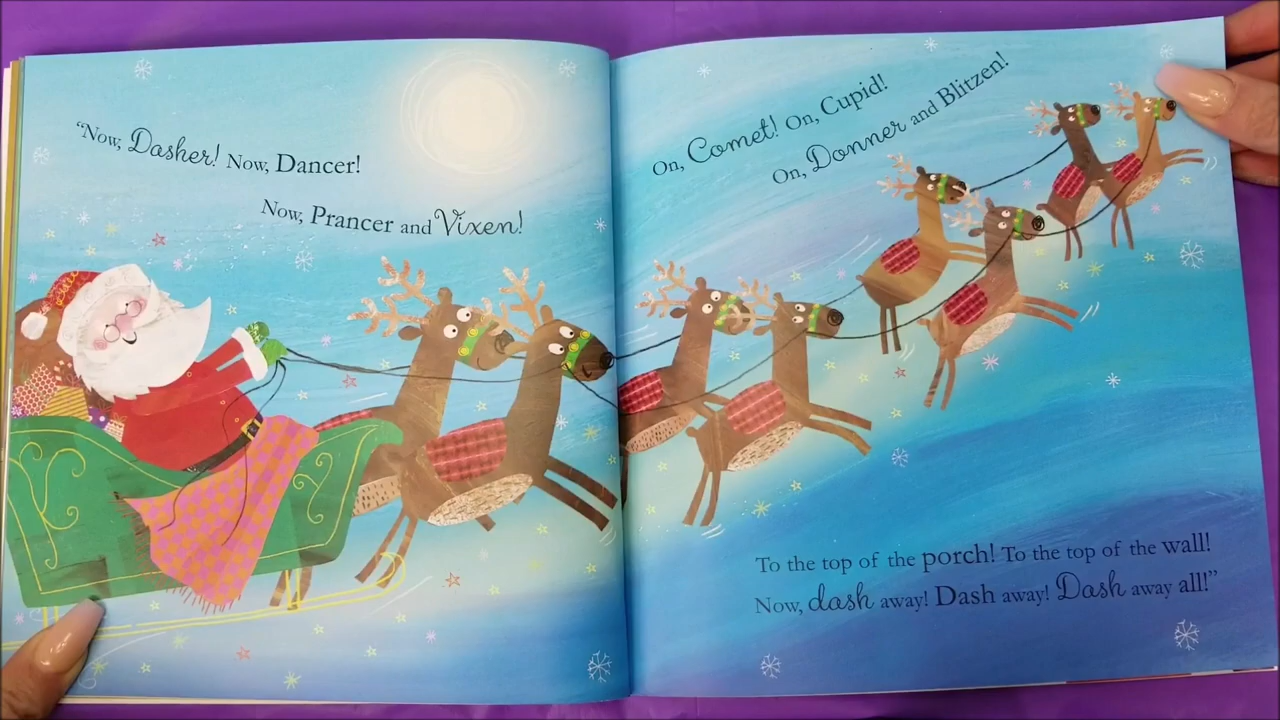 “Now, Dasher! Now, Dancer!
Now, Prancer and Vixen!
On, Comet! On, Cupid!
On, Donner and Blitzen!
To the top of the porch! To the top of the wall!
Now, dash away! Dash away! Dash away all!”